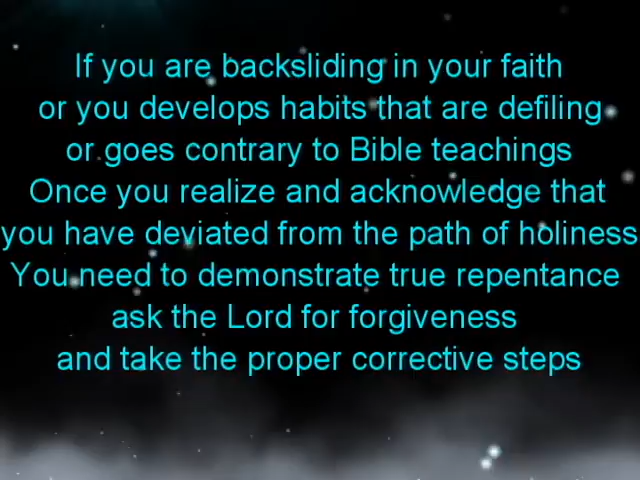 If you are backsliding in your faith
or you develops habits that are defiling
or goes contrary to Bible teachings
Once you realize and acknowledge that
you have deviated from the path of holiness
You need to demonstrate true repentance
ask the Lord for forgiveness
and take the proper corrective steps